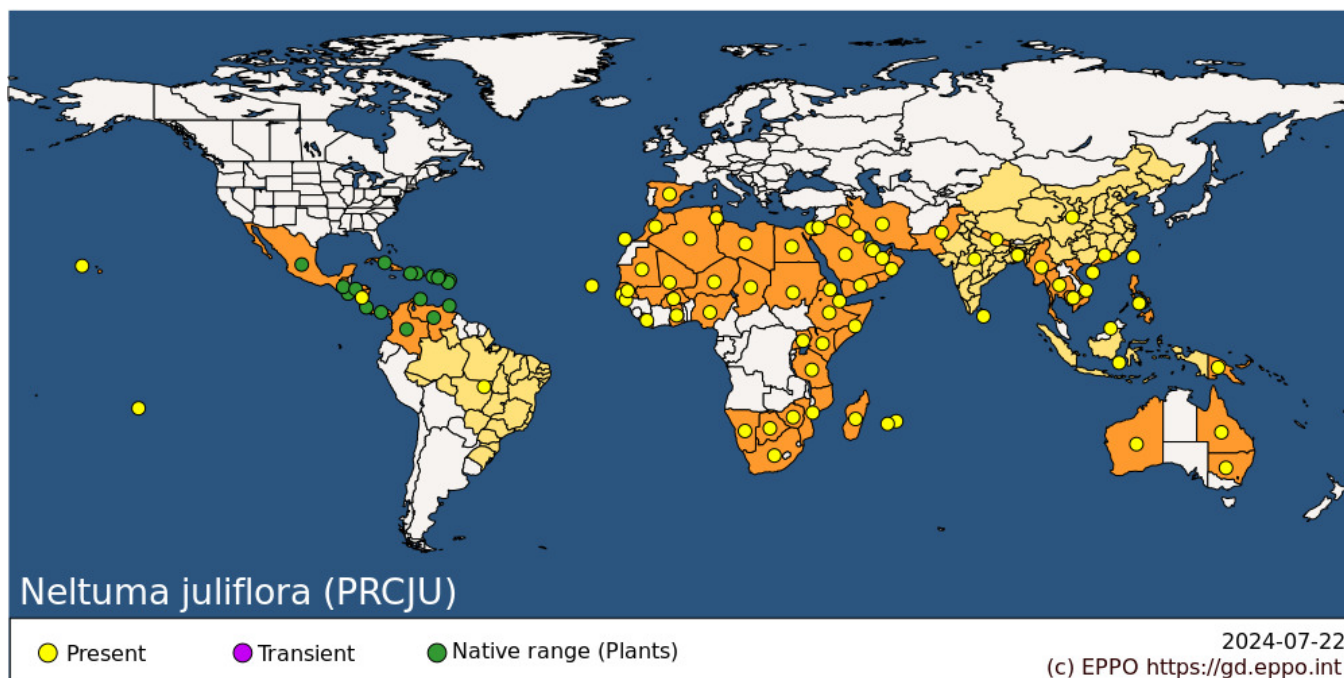 Neltuma juliflora (PRCJU)
Present
Transient
Native range (Plants)
2024-07-22
(c) EPPO https://gd.eppo.int